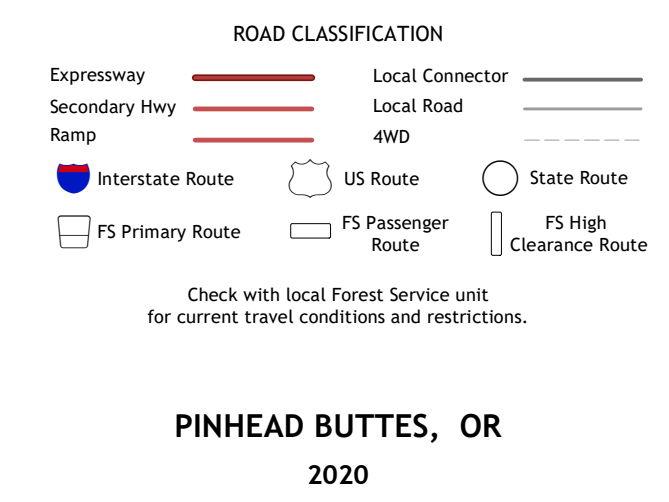 ROAD CLASSIFICATION
Expressway
Local Connector
Secondary Hwy
Local Road
Ramp
4WD
Interstate Route
US Route
State Route
FS Primary Route
FS Passenger
Route
FS High
Clearance Route
Check with local Forest Service unit
for current travel conditions and restrictions.
PINHEAD BUTTES, OR
2020